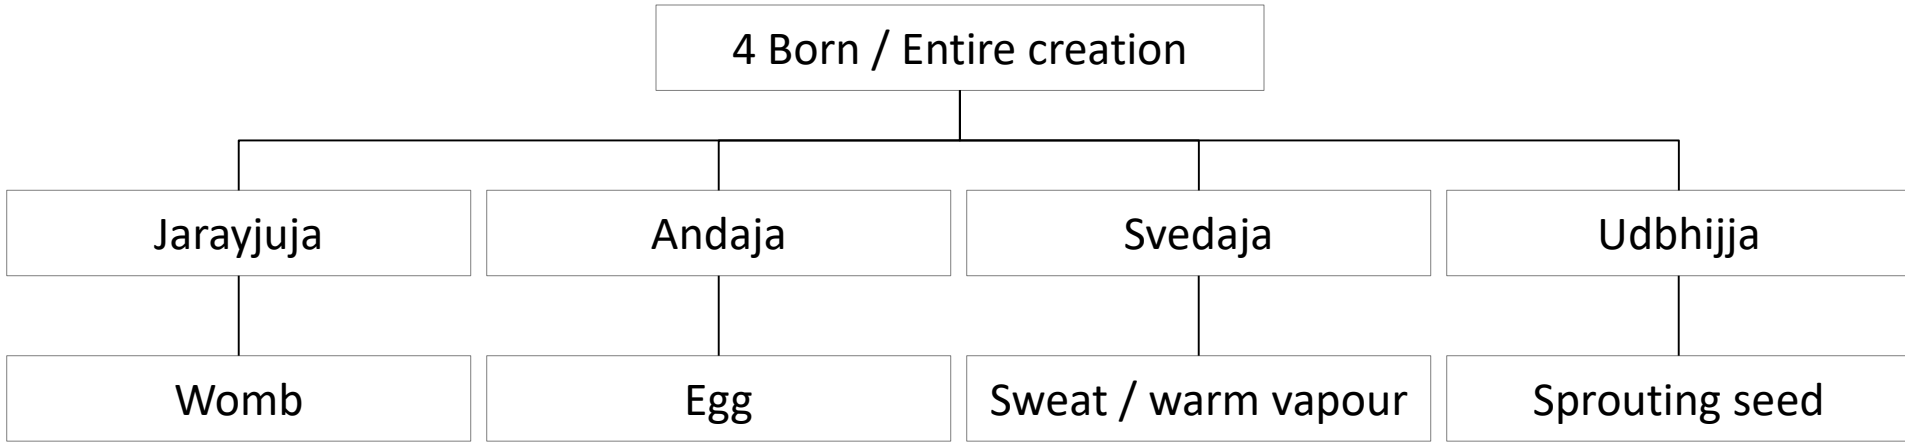 4 Born / Entire creation
Jarayjuja
Andaja
Svedaja
Udbhijja
Womb
Egg
Sweat / warm vapour
Sprouting seed